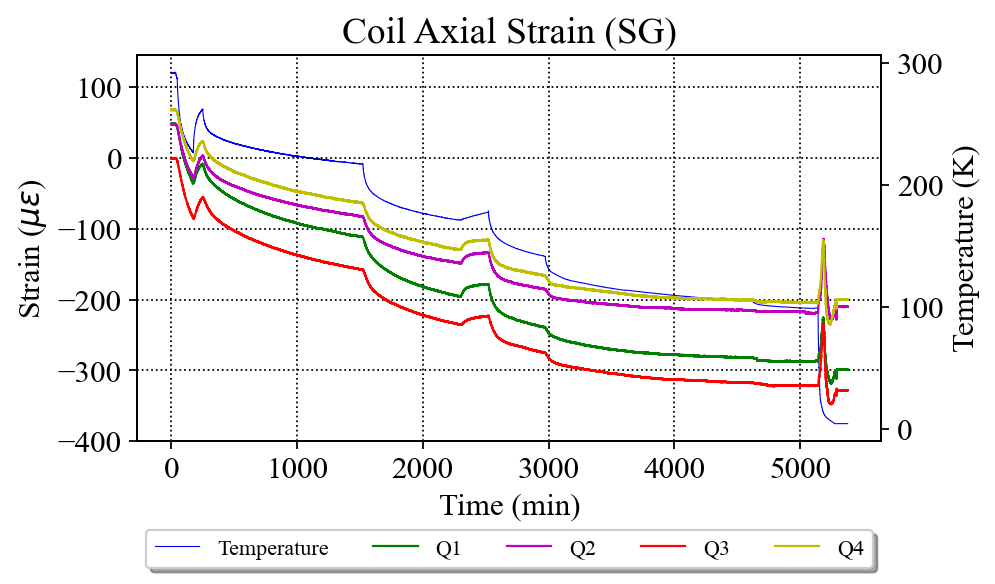 Coil Axial Strain (SG)
100
0
−100
−200
−300
−400
Strain (με)
300
200
100
0
Temperature (K)
0 1000 2000 3000 4000 5000
Time (min)
Temperature Q1 Q2 Q3 Q4